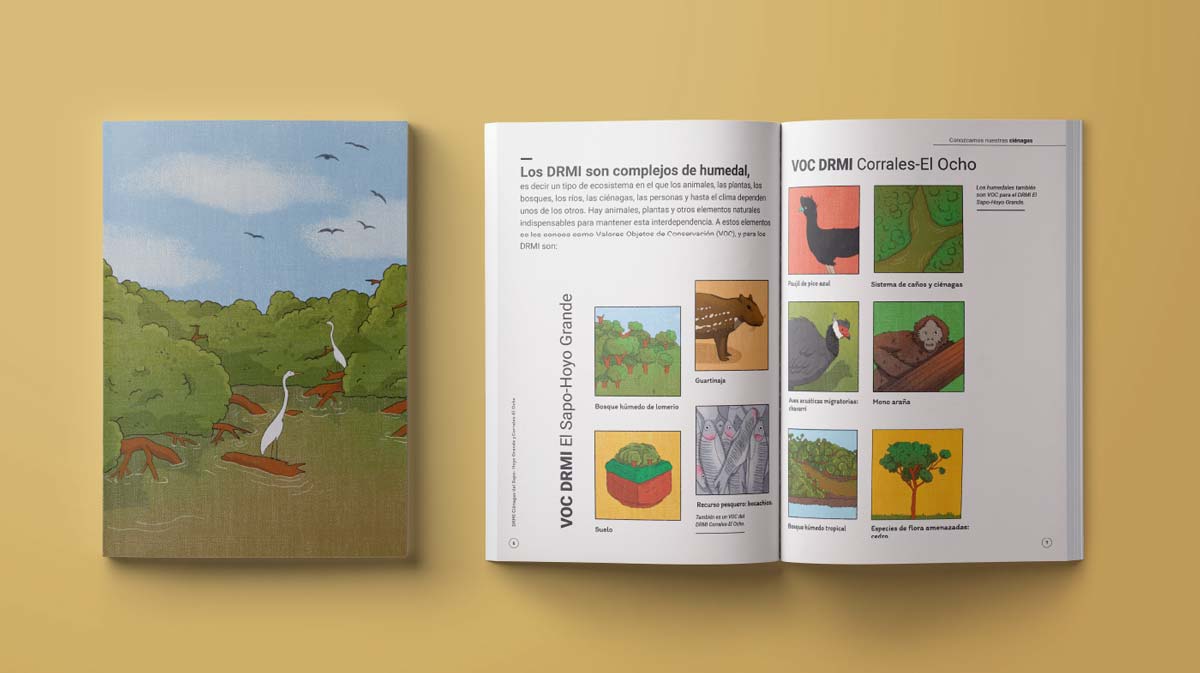 Los DRMI son complejos de humedal,
es decir un tipo de ecosistema en el que los animales, las plantas, los
bosques, los ríos, las ciénagas, las personas y hasta el clima dependen
unos de los otros. Hay animales, plantas y otros elementos naturales
indispensables para mantener esta interdependencia. A estos elementos
se les conoce como Valores Objetos de Conservación (VOC), y para los
DRMI son:
VOC DRMI El Sapo-Hoyo Grande
Bosque húmedo de lomerío
Guartinaja
Suelo
Recurso pesquero: bocachico
También es un VOC del
DRMI Corrales-El Ocho.
DRMI Ciénagas del Sapo- Hoyo Grande y Corrales-El Ocho
6
Conozcamos nuestras ciénagas
VOC DRMI Corrales-El Ocho
Los humedales también
son VOC para el DRMI El
Sapo-Hoyo Grande.
Paujil de pico azul
Sistema de caños y ciénagas
Aves acuáticas migratorias:
chavarrí
Mono araña
Bosque húmedo tropical
Especies de flora amenazadas:
cedro
7